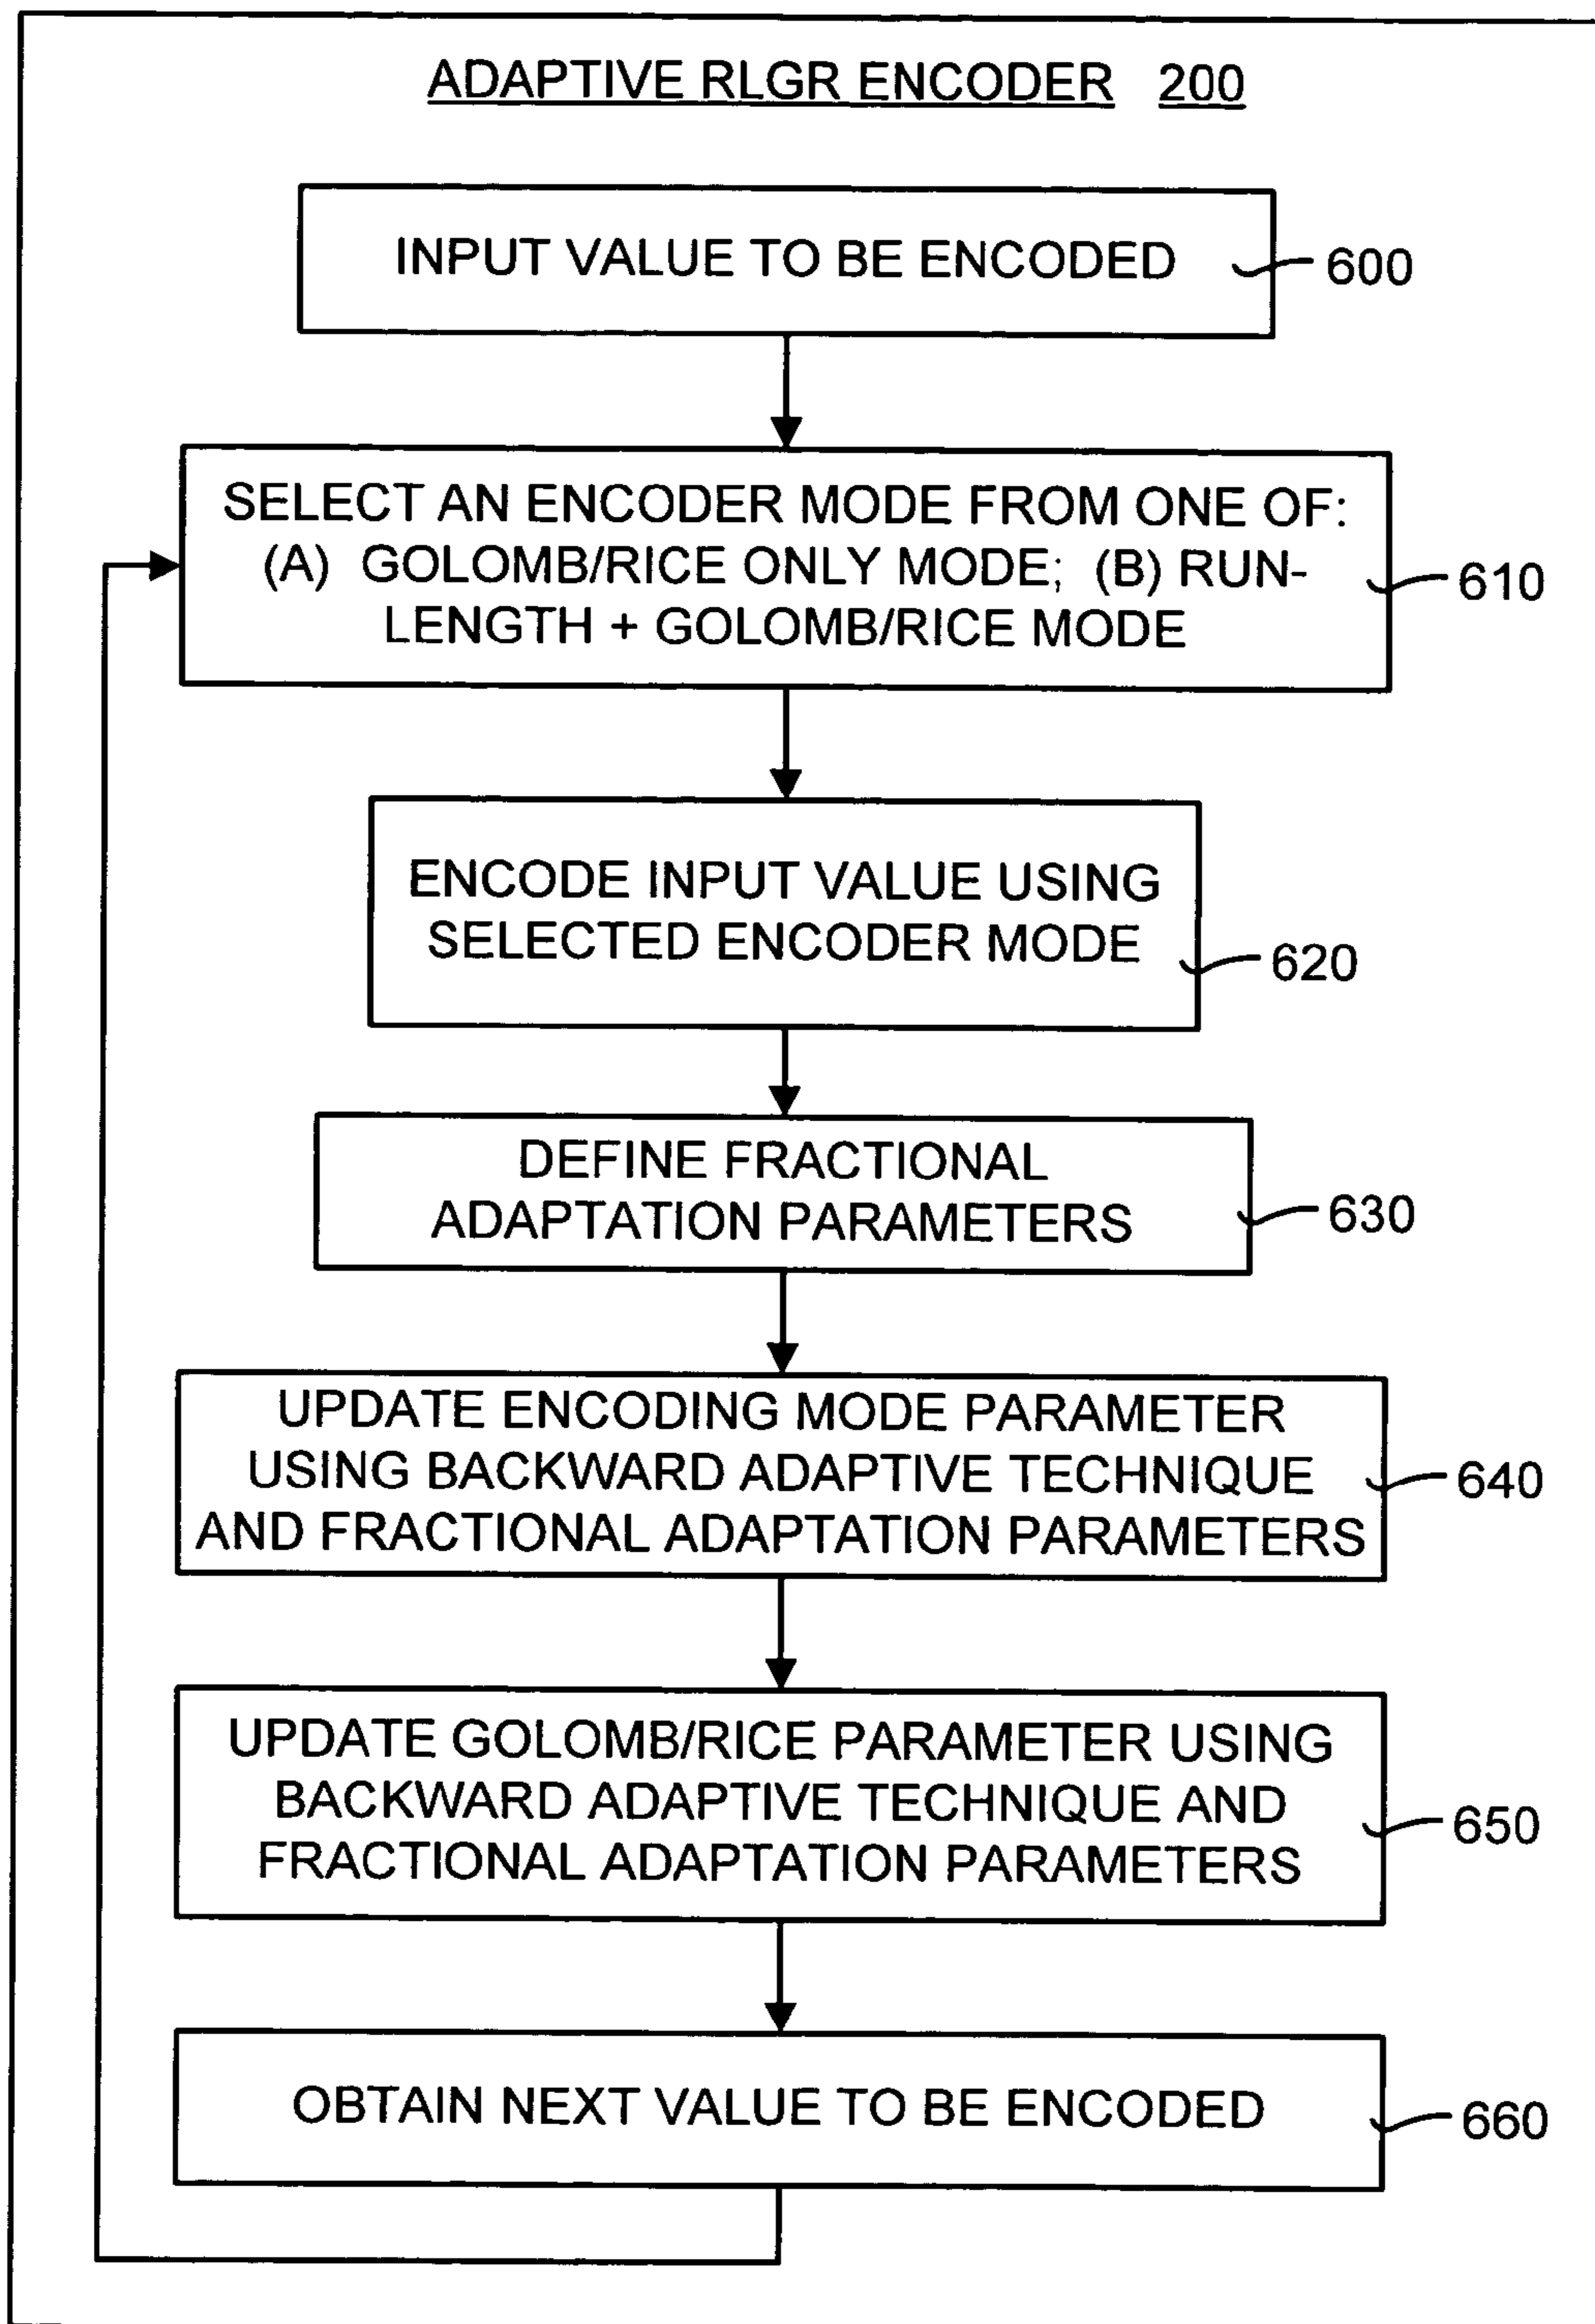 ADAPTIVE RLGR ENCODER 200
INPUT VALUE TO BE ENCODED
600
SELECT AN ENCODER MODE FROM ONE OF:
(A) GOLOMB/RICE ONLY MODE; (B) RUN-
LENGTH + GOLOMB/RICE MODE
610
ENCODE INPUT VALUE USING
SELECTED ENCODER MODE
620
DEFINE FRACTIONAL
ADAPTATION PARAMETERS
630
UPDATE ENCODING MODE PARAMETER
USING BACKWARD ADAPTIVE TECHNIQUE
AND FRACTIONAL ADAPTATION PARAMETERS
640
UPDATE GOLOMB/RICE PARAMETER USING
BACKWARD ADAPTIVE TECHNIQUE AND
FRACTIONAL ADAPTATION PARAMETERS
650
OBTAIN NEXT VALUE TO BE ENCODED
660